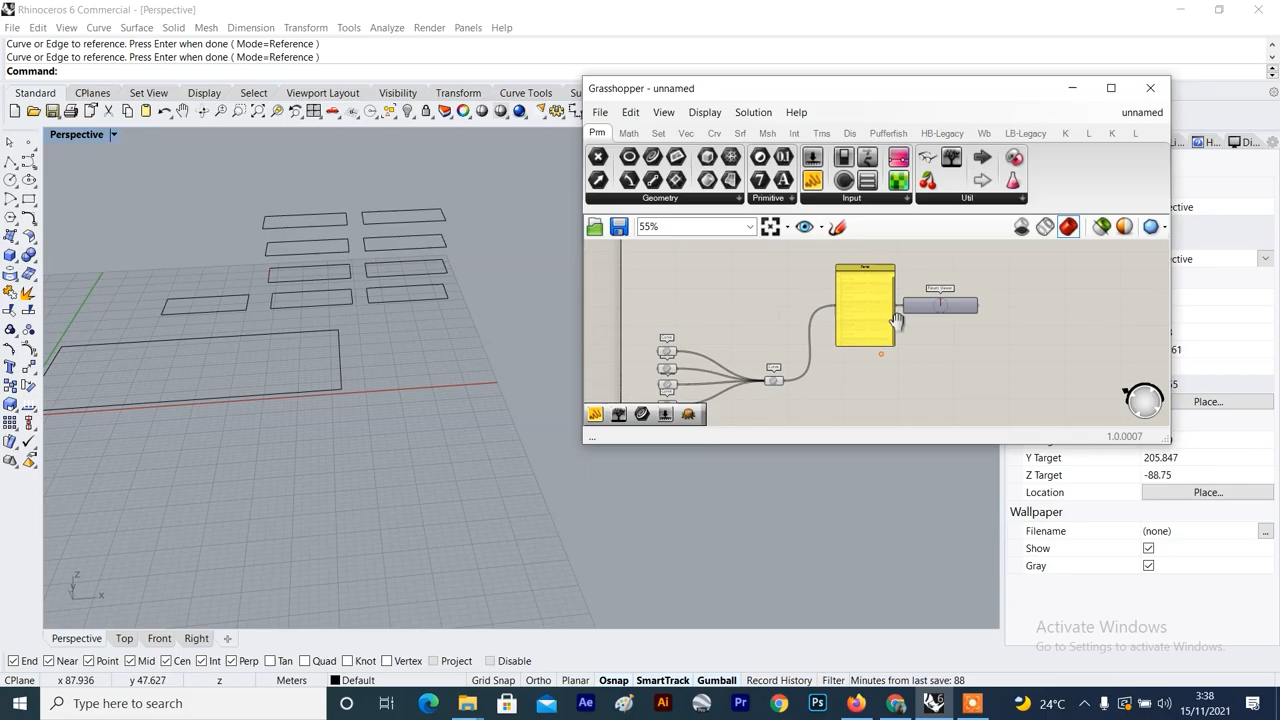 Rhinoceros 6 Commercial - [Perspective]
File Edit View Curve Surface Solid Mesh Dimension Transform Tools Analyze Render Panels Help
Curve or Edge to reference. Press Enter when done ( Mode=Reference )
Curve or Edge to reference. Press Enter when done ( Mode=Reference )
Command:
Standard CPlanes Set View Display Select Viewport Layout Visibility Transform Curve Tools
Perspective
Grasshopper - unnamed
File Edit View Display Solution Help unnamed
Prm Math Set Vec Crv Srf Msh Int Trns Dis Pufferfish HB-Legacy Wb LB-Legacy K L K L
Geometry Primitive Input Util
55%
1.0.0007
...
Place...
Y Target 205.847
Z Target -88.75
Location Place...
Wallpaper
Filename (none) ...
Show
Gray
Activate Windows
Go to Settings to activate Windows.
z
y
x
Perspective Top Front Right
End Near Point Mid Cen Int Perp Tan Quad Knot Vertex Project Disable
CPlane x 87.936 y 47.627 z Meters Default Grid Snap Ortho Planar Osnap SmartTrack Gumball Record History Filter Minutes from last save: 88
Type here to search
24°C
3:38
15/11/2021